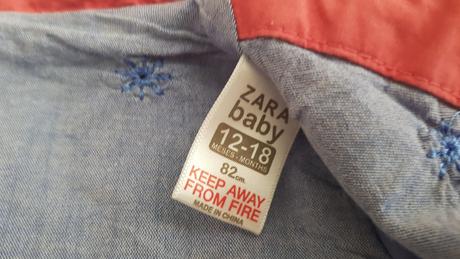 ZARA
baby
12-18
MESES - MONTHS
82cm.
KEEP AWAY
FROM FIRE
MADE IN CHINA